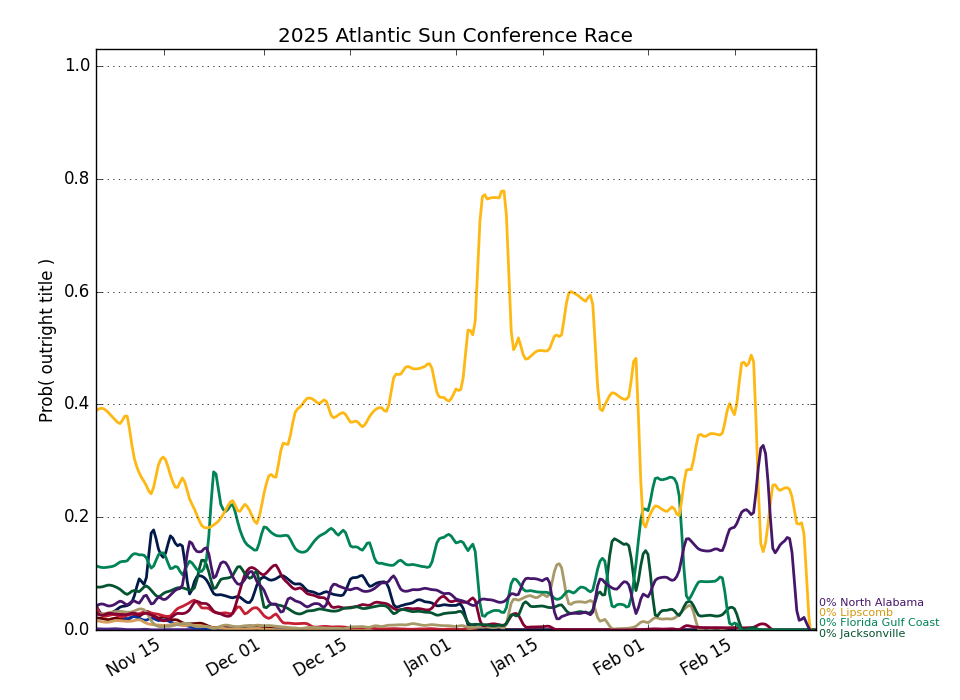 2025 Atlantic Sun Conference Race
1.0
0.8
0.6
0.4
0.2
0.0
Prob( outright title )
Nov 15
Dec 01
Dec 15
Jan 01
Jan 15
Feb 01
Feb 15
0% North Alabama
0% Lipscomb
0% Florida Gulf Coast
0% Jacksonville